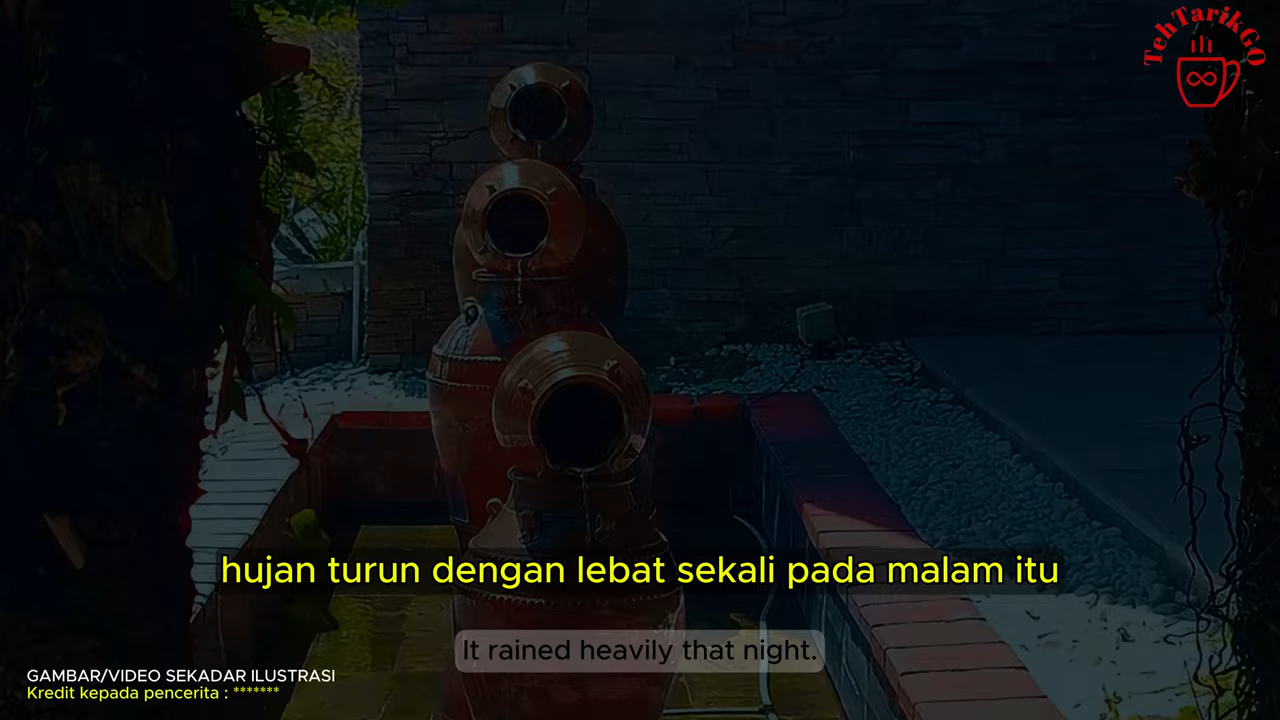 TehTarikGO
hujan turun dengan lebat sekali pada malam itu
It rained heavily that night.
GAMBAR/VIDEO SEKADAR ILUSTRASI
Kredit kepada pencerita : *******